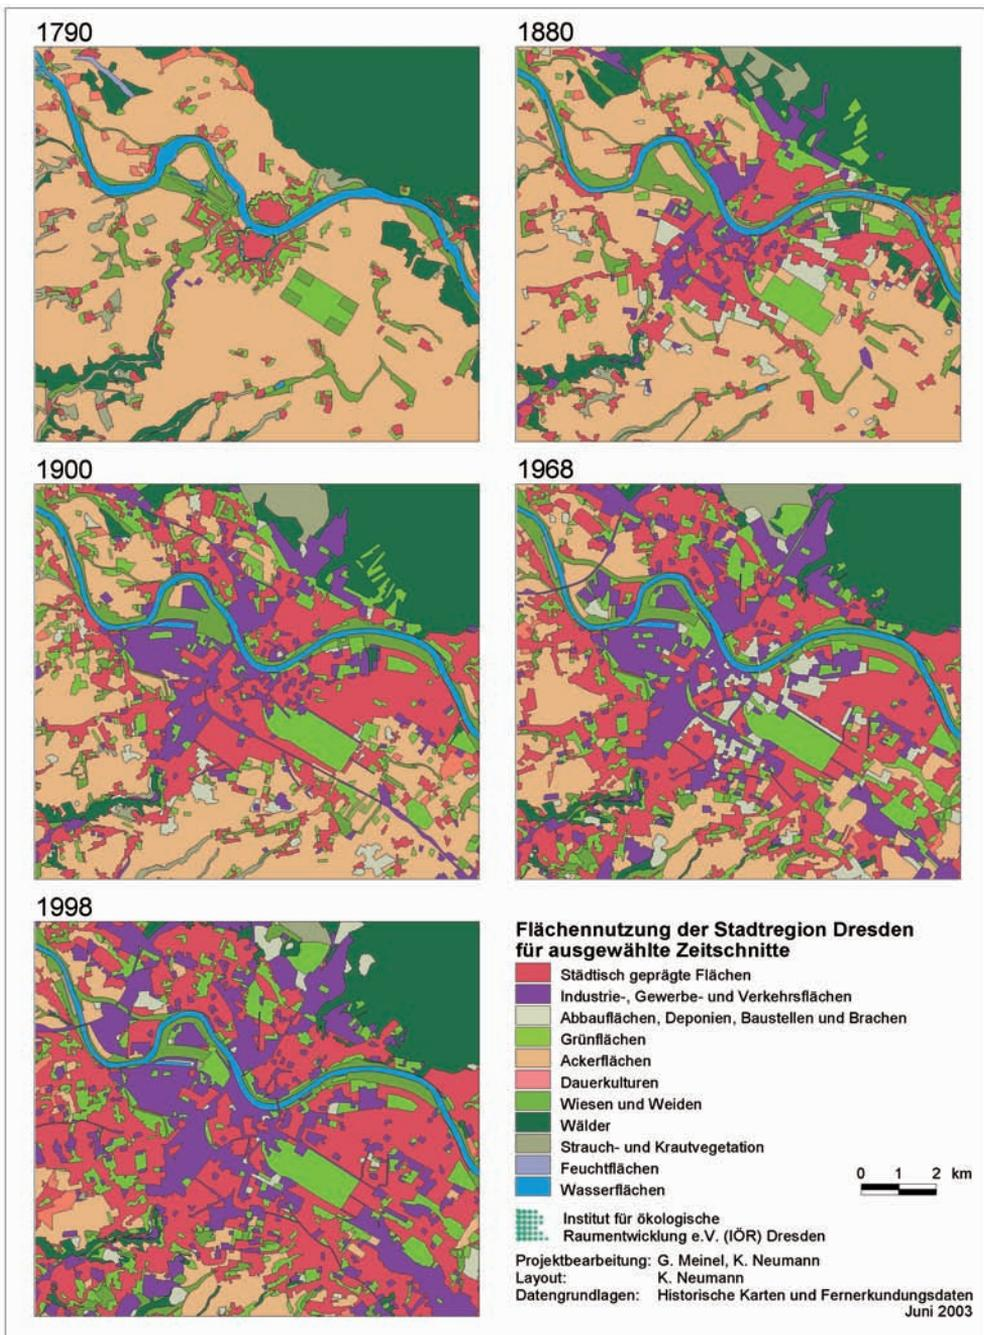 1790
1880
1900
1968
1998
Flächennutzung der Stadtregion Dresden
für ausgewählte Zeitschnitte
Städtisch geprägte Flächen
Industrie-, Gewerbe- und Verkehrsflächen
Abbauflächen, Deponien, Baustellen und Brachen
Grünflächen
Ackerflächen
Dauerkulturen
Wiesen und Weiden
Wälder
Strauch- und Krautvegetation
Feuchtflächen
Wasserflächen
0 1 2 km
Institut für ökologische
Raumentwicklung e.V. (IÖR) Dresden
Projektbearbeitung: G. Meinel, K. Neumann
Layout: K. Neumann
Datengrundlagen: Historische Karten und Fernerkundungsdaten
Juni 2003